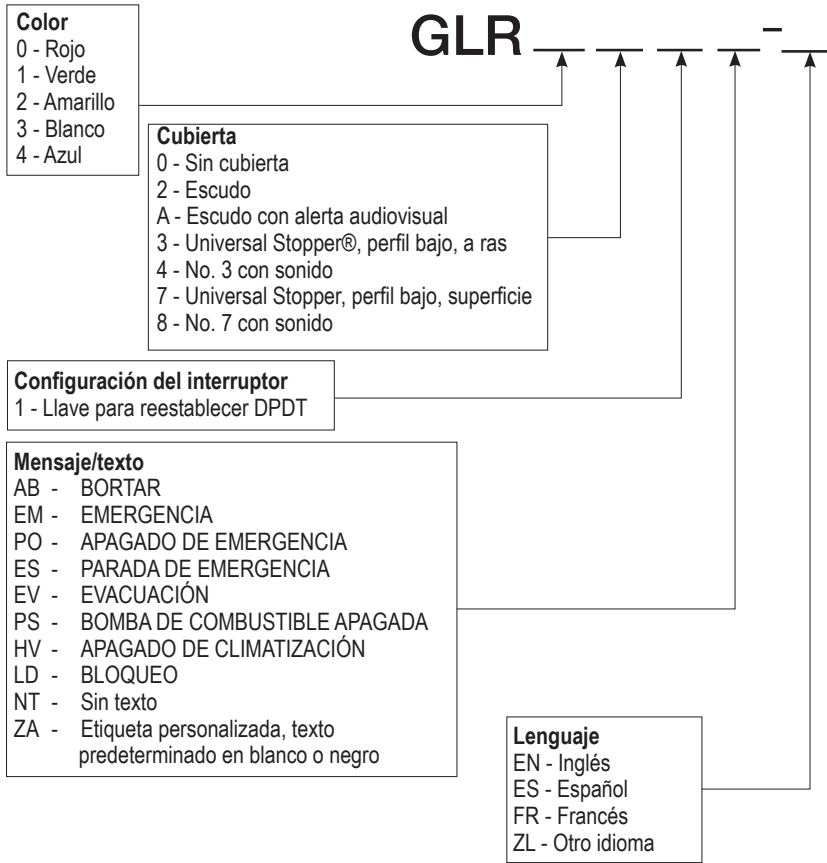 GLR -
Color
0 - Rojo
1 - Verde
2 - Amarillo
3 - Blanco
4 - Azul
Cubierta
0 - Sin cubierta
2 - Escudo
A - Escudo con alerta audiovisual
3 - Universal Stopper®, perfil bajo, a ras
4 - No. 3 con sonido
7 - Universal Stopper, perfil bajo, superficie
8 - No. 7 con sonido
Configuración del interruptor
1 - Llave para reestablecer DPDT
Mensaje/texto
AB - BORTAR
EM - EMERGENCIA
PO - APAGADO DE EMERGENCIA
ES - PARADA DE EMERGENCIA
EV - EVACUACIÓN
PS - BOMBA DE COMBUSTIBLE APAGADA
HV - APAGADO DE CLIMATIZACIÓN
LD - BLOQUEO
NT - Sin texto
ZA - Etiqueta personalizada, texto
predeterminado en blanco o negro
Lenguaje
EN - Inglés
ES - Español
FR - Francés
ZL - Otro idioma